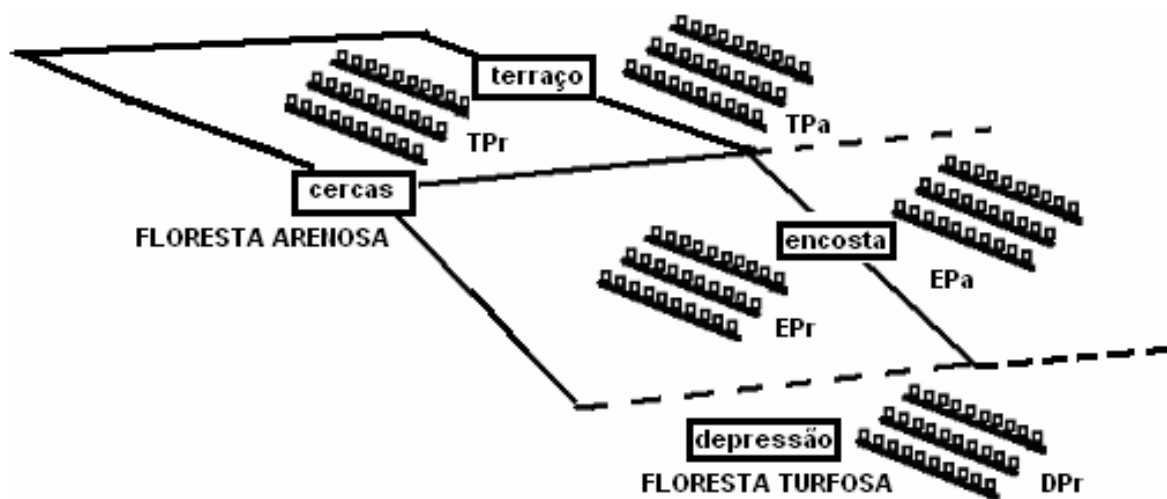 terraço
TPa
TPr
cercas
FLORESTA ARENOSA
encosta
EPa
EPr
depressão
FLORESTA TURFOSA
DPr